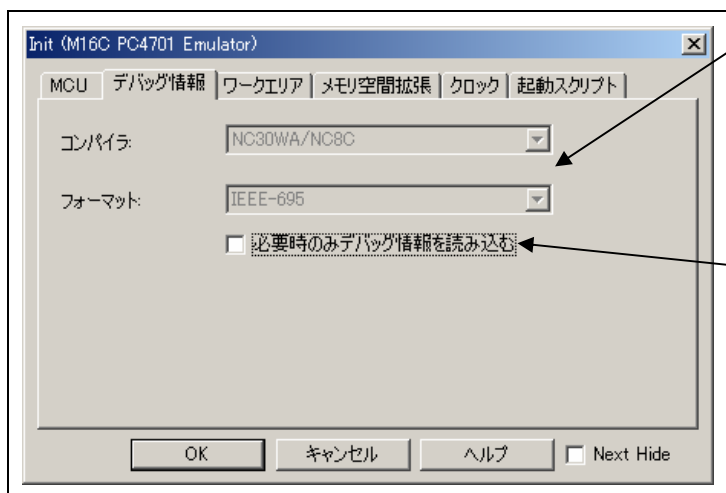 Init (M16C PC4701 Emulator)
MCU デバッグ情報 ワークエリア メモリ空間拡張 クロック 起動スクリプト
コンパイラ: NC30WA/NC8C
フォーマット: IEEE-695
必要時のみデバッグ情報を読み込む
OK キャンセル ヘルプ Next Hide